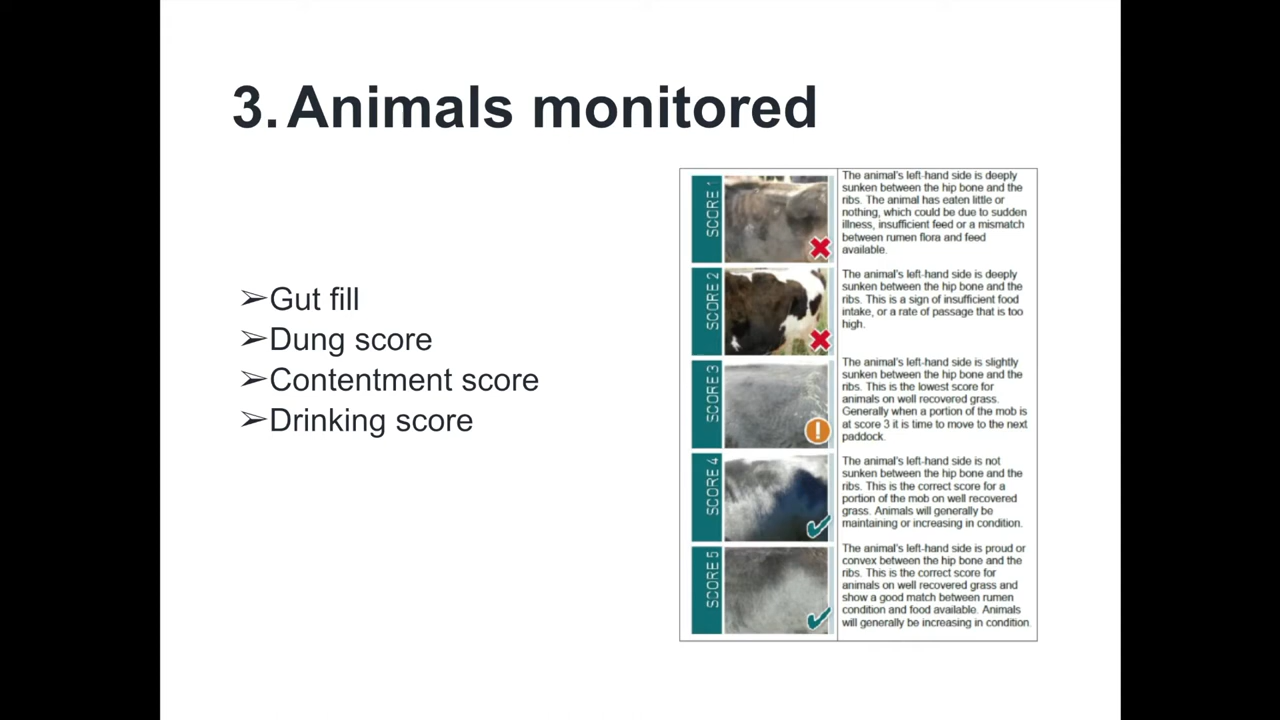 3. Animals monitored
➢Gut fill
➢Dung score
➢Contentment score
➢Drinking score
SCORE 1
The animal's left-hand side is deeply
sunken between the hip bone and the
ribs. The animal has eaten little or
nothing, which could be due to sudden
illness, insufficient feed or a mismatch
between rumen flora and feed
available.
SCORE 2
The animal's left-hand side is deeply
sunken between the hip bone and the
ribs. This is a sign of insufficient food
intake, or a rate of passage that is too
high.
SCORE 3
The animal's left-hand side is slightly
sunken between the hip bone and the
ribs. This is the lowest score for
animals on well recovered grass.
Generally when a portion of the mob is
at score 3 it is time to move to the next
paddock.
SCORE 4
The animal's left-hand side is not
sunken between the hip bone and the
ribs. This is the correct score for a
portion of the mob on well recovered
grass. Animals will generally be
maintaining or increasing in condition.
SCORE 5
The animal's left-hand side is proud or
convex between the hip bone and the
ribs. This is the correct score for
animals on well recovered grass and
show a good match between rumen
condition and food available. Animals
will generally be increasing in condition.